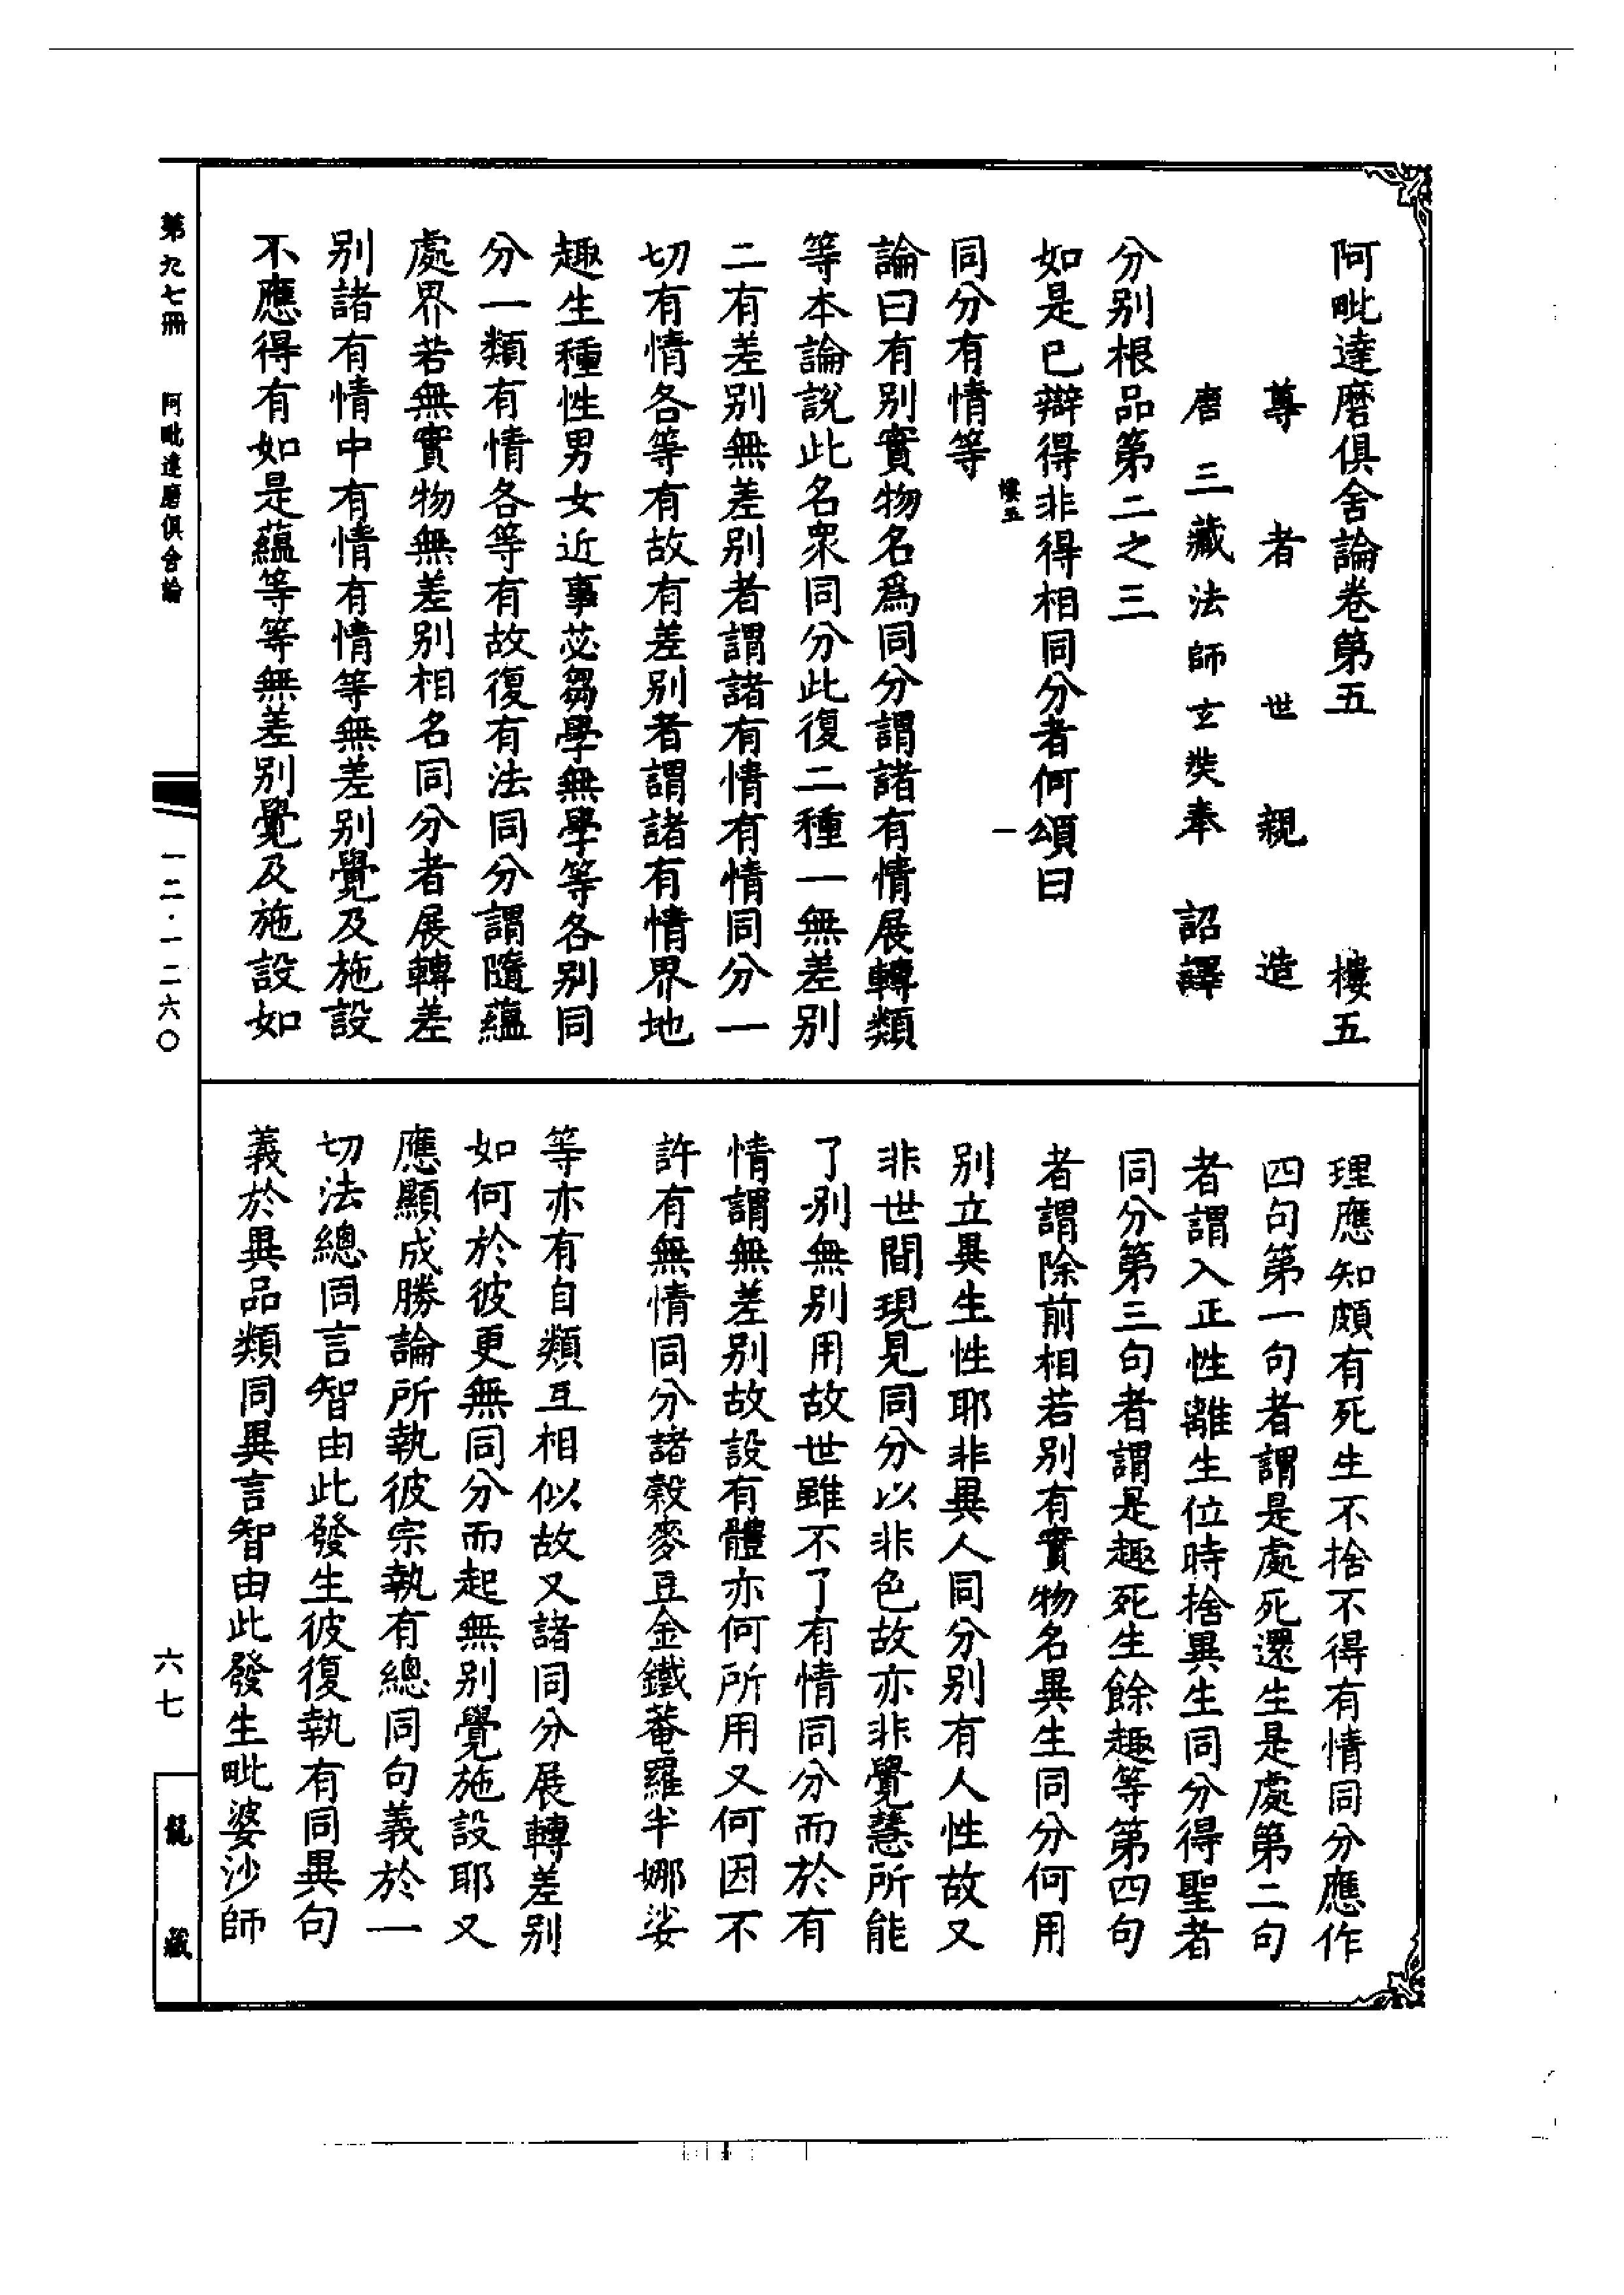 阿毗達磨俱舍論卷第五　樓五
尊者世親造
唐三藏法師玄奘奉　詔譯
分別根品第二之三
如是已辯得非得相同分者何頌曰
樓五　一
同分有情等
論曰有別實物名爲同分謂諸有情展轉類
等本論說此名眾同分此復二種一無差別
二有差別無差別者謂諸有情有情同分一
切有情各等有故有差別者謂諸有情界地
趣生種性男女近事苾芻學無學等各別同
分一類有情各等有故復有法同分謂隨蘊
處界若無實物無差別相名同分者展轉差
別諸有情中有情有情等無差別覺及施設
不應得有如是蘊等等無差別覺及施設如
理應知頗有死生不捨不得有情同分應作
四句第一句者謂是處死還生是處第二句
者謂入正性離生位時捨異生同分得聖者
同分第三句者謂是趣死生餘趣等第四句
者謂除前相若別有實物名異生同分何用
別立異生性耶非異人同分別有人性故又
非世間現見同分以非色故亦非覺慧所能
了別無別用故世雖不了有情同分而於有
情謂無差別故設有體亦何所用又何因不
許有無情同分諸穀麥豆金鐵菴羅半娜娑
等亦有自類互相似故又諸同分展轉差別
如何於彼更無同分而起無別覺施設耶又
應顯成勝論所執彼宗執有總同句義於一
切法總同言智由此發生彼復執有同異句
義於異品類同異言智由此發生毗婆沙師
第九七冊　阿毗達磨俱舍論
一二·一二六〇
六七
龍藏